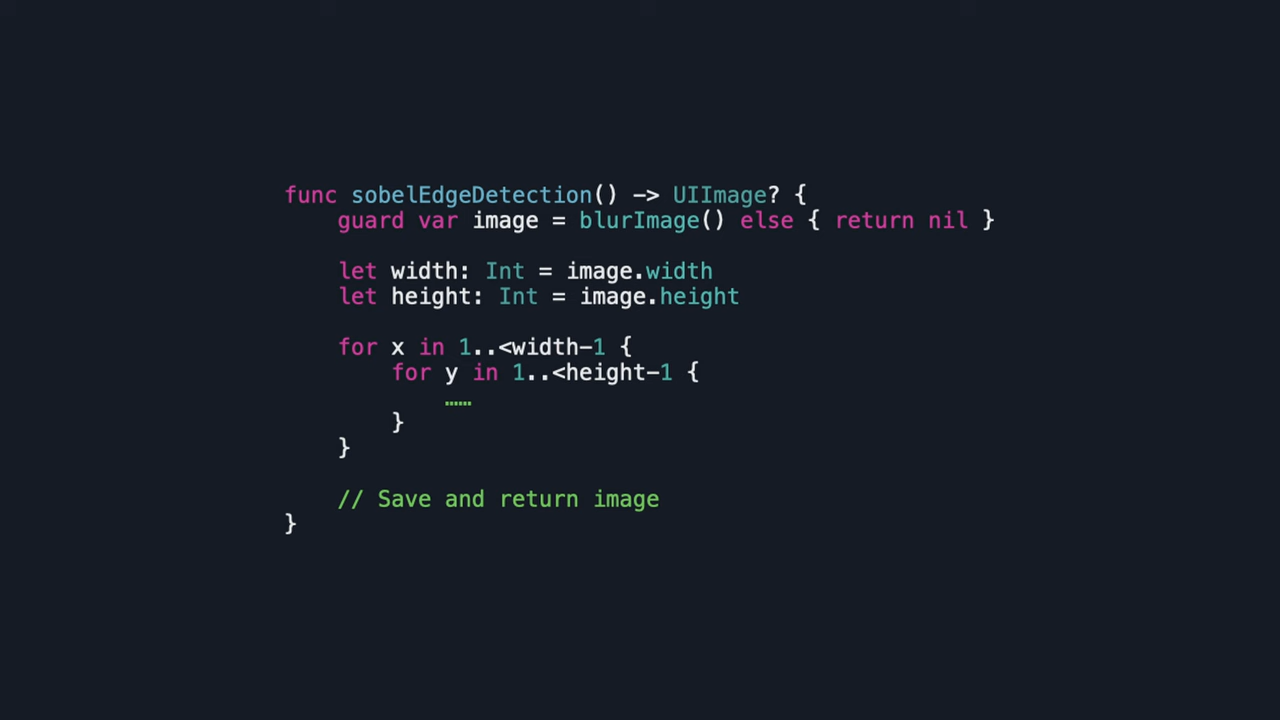 func sobelEdgeDetection() -> UIImage? {
    guard var image = blurImage() else { return nil }
    let width: Int = image.width
    let height: Int = image.height
    for x in 1..<width-1 {
        for y in 1..<height-1 {
            ……
        }
    }
    // Save and return image
}